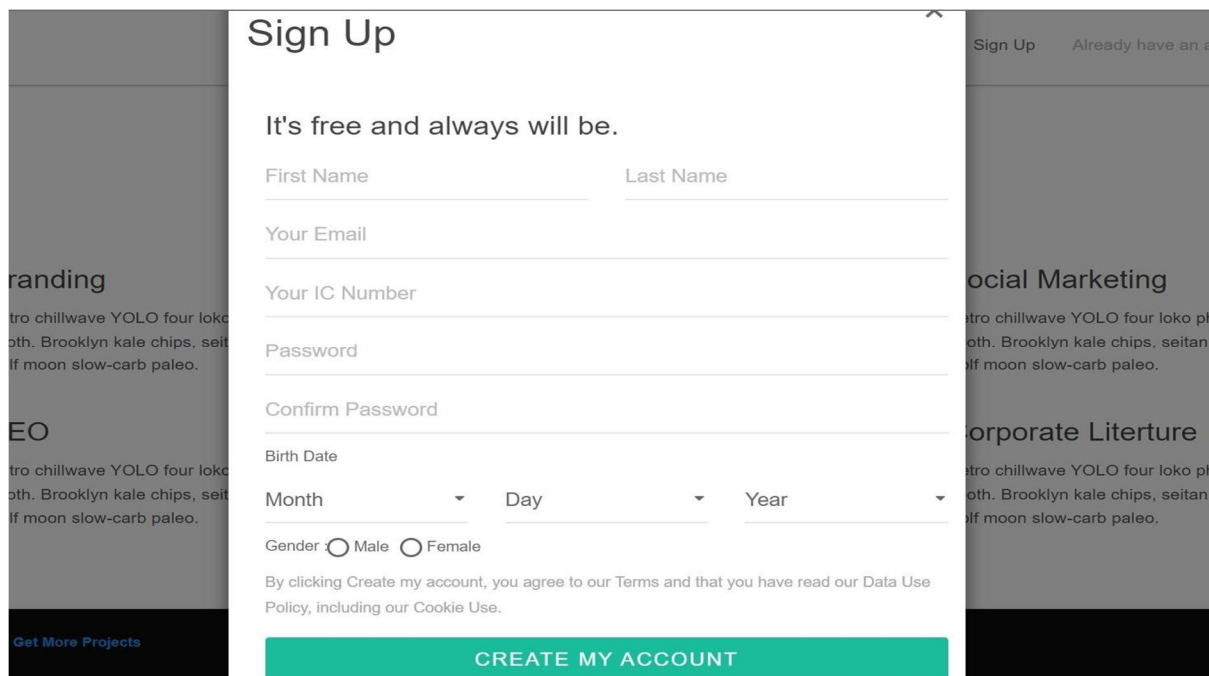 Sign Up
Sign Up Already have an a
It's free and always will be.
First Name Last Name
Your Email
Your IC Number
Password
Confirm Password
Birth Date
Month Day Year
Gender : Male Female
By clicking Create my account, you agree to our Terms and that you have read our Data Use
Policy, including our Cookie Use.
CREATE MY ACCOUNT
randing
tro chillwave YOLO four loko
oth. Brooklyn kale chips, seit
lf moon slow-carb paleo.
EO
tro chillwave YOLO four loko
oth. Brooklyn kale chips, seit
lf moon slow-carb paleo.
ocial Marketing
etro chillwave YOLO four loko ph
oth. Brooklyn kale chips, seitan
olf moon slow-carb paleo.
orporate Literture
etro chillwave YOLO four loko ph
oth. Brooklyn kale chips, seitan
olf moon slow-carb paleo.
Get More Projects